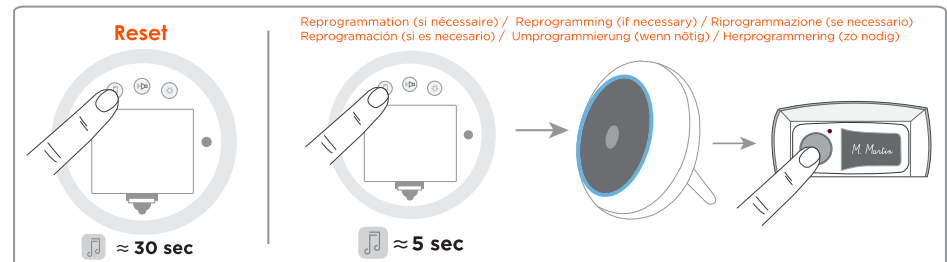 Reset
Reprogrammation (si nécessaire) / Reprogramming (if necessary) / Riprogrammazione (se necessario)
Reprogramación (si es necesario) / Umprogrammierung (wenn nötig) / Herprogrammering (zo nodig)
M. Martin
≈ 30 sec
≈ 5 sec